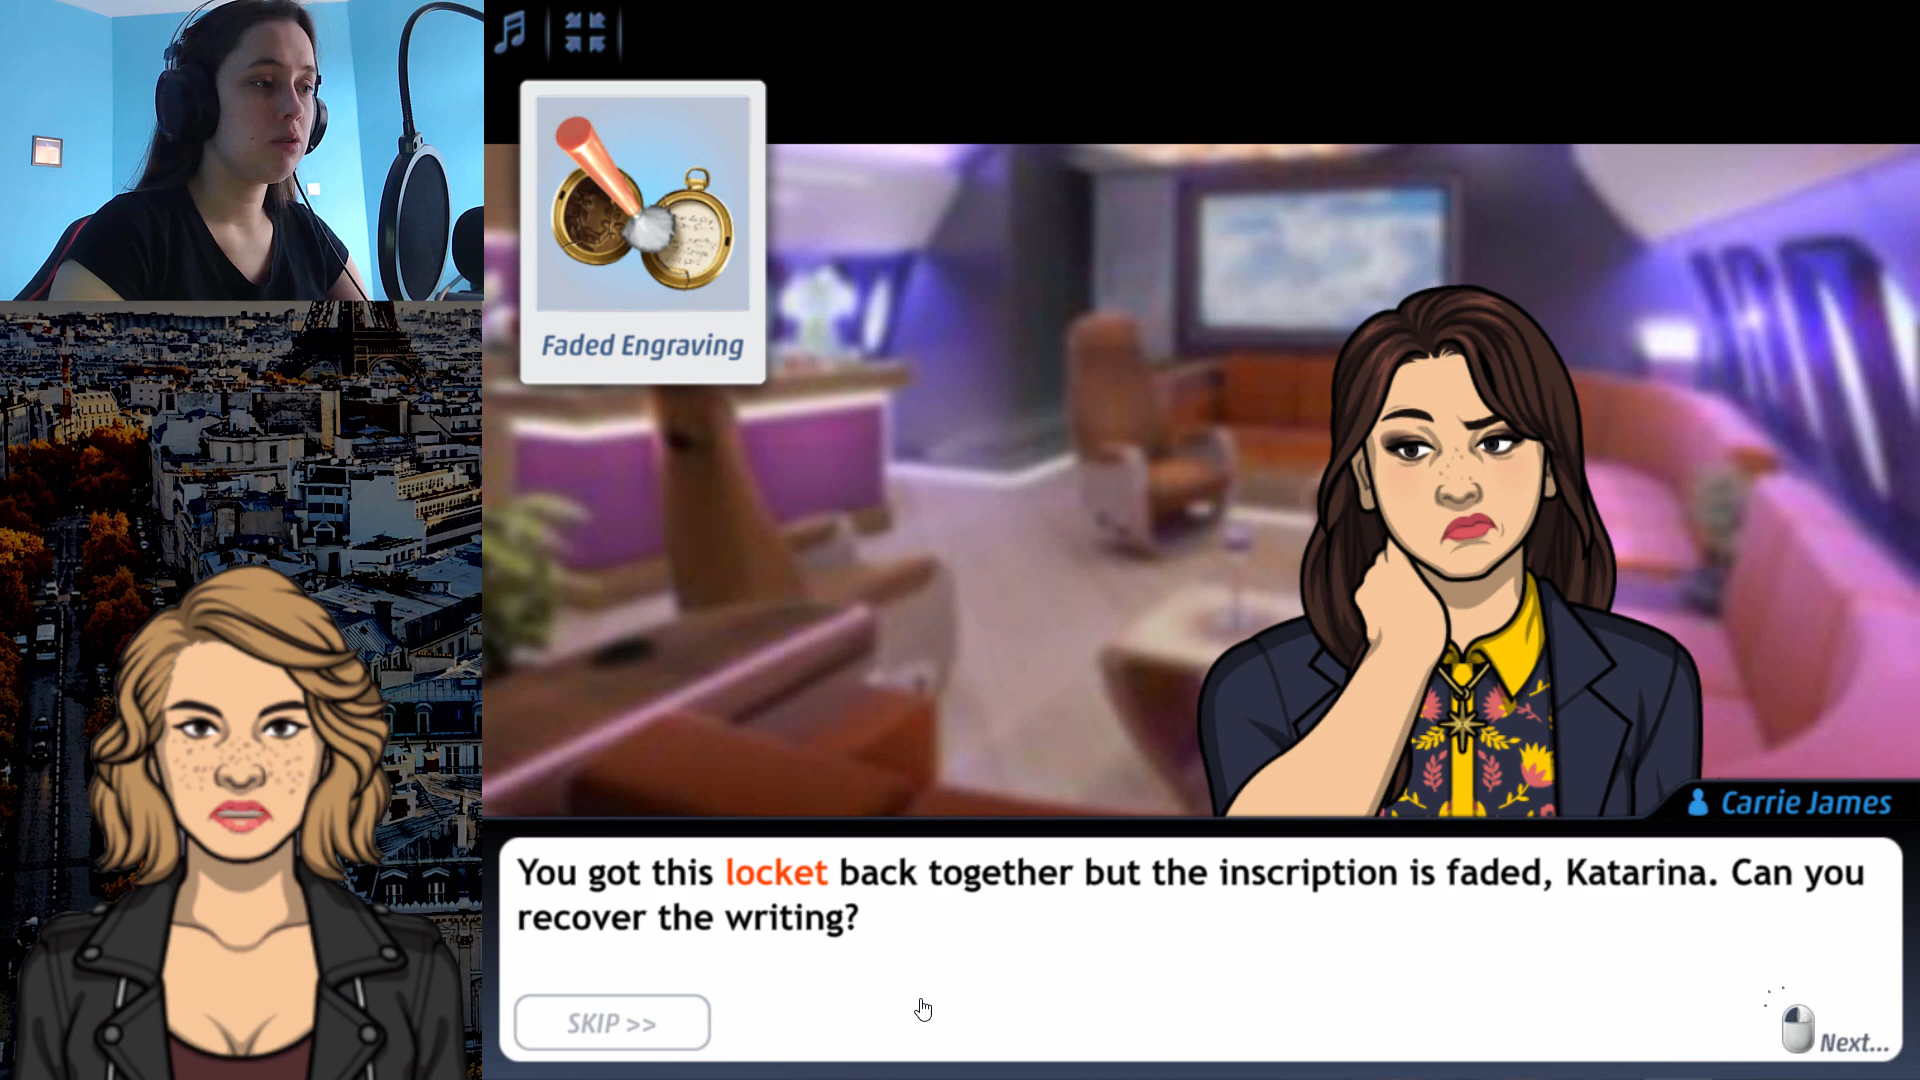 Faded Engraving
Carrie James
You got this locket back together but the inscription is faded, Katarina. Can you
recover the writing?
SKIP >>
Next...